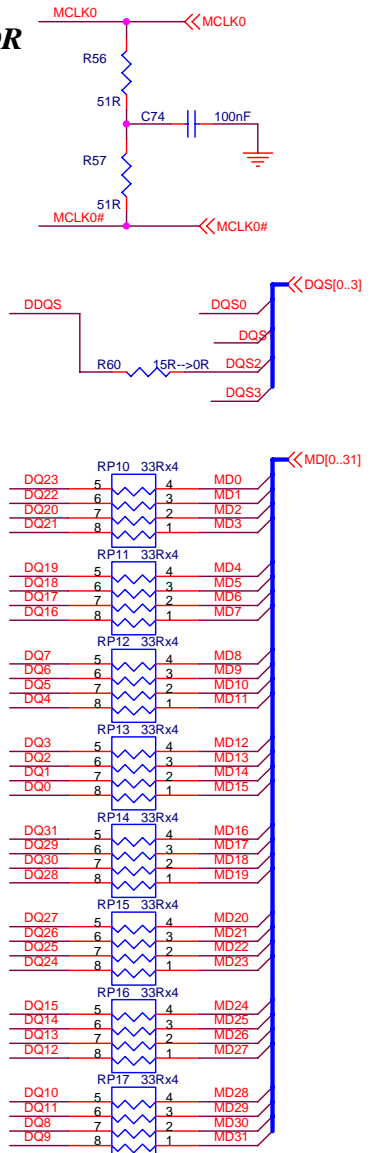 MCLK0 MCLK0
OR
R56
51R
C74 100nF
R57
51R
MCLK0# MCLK0#
DQS[0..3]
DDQS DQS0
DQS1
R60 15R-->0R DQS2
DQS3
MD[0..31]
RP10 33Rx4
DQ23 5 4 MD0
DQ22 6 3 MD1
DQ20 7 2 MD2
DQ21 8 1 MD3
RP11 33Rx4
DQ19 5 4 MD4
DQ18 6 3 MD5
DQ17 7 2 MD6
DQ16 8 1 MD7
RP12 33Rx4
DQ7 5 4 MD8
DQ6 6 3 MD9
DQ5 7 2 MD10
DQ4 8 1 MD11
RP13 33Rx4
DQ3 5 4 MD12
DQ2 6 3 MD13
DQ1 7 2 MD14
DQ0 8 1 MD15
RP14 33Rx4
DQ31 5 4 MD16
DQ29 6 3 MD17
DQ30 7 2 MD18
DQ28 8 1 MD19
RP15 33Rx4
DQ27 5 4 MD20
DQ26 6 3 MD21
DQ25 7 2 MD22
DQ24 8 1 MD23
RP16 33Rx4
DQ15 5 4 MD24
DQ14 6 3 MD25
DQ13 7 2 MD26
DQ12 8 1 MD27
RP17 33Rx4
DQ10 5 4 MD28
DQ11 6 3 MD29
DQ8 7 2 MD30
DQ9 8 1 MD31